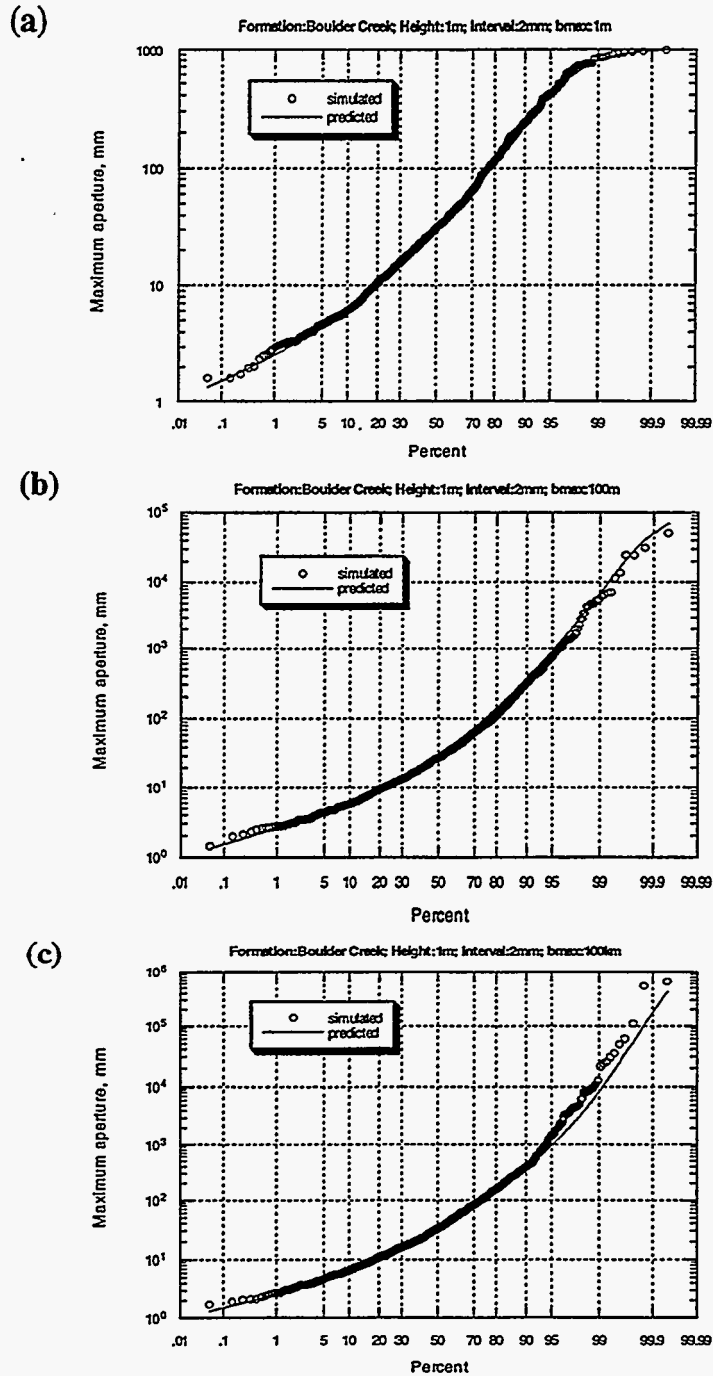 (a)
Formation:Boulder Creek; Height:1m; Interval:2mm; bmax:1m
1000
100
10
1
Maximum aperture, mm
simulated
predicted
.01 .1 1 5 10 20 30 50 70 80 90 95 99 99.9 99.99
Percent
(b)
Formation:Boulder Creek; Height:1m; Interval:2mm; bmax:100m
10⁵
10⁴
10³
10²
10¹
10⁰
Maximum aperture, mm
simulated
predicted
.01 .1 1 5 10 20 30 50 70 80 90 95 99 99.9 99.99
Percent
(c)
Formation:Boulder Creek; Height:1m; Interval:2mm; bmax:100km
10⁶
10⁵
10⁴
10³
10²
10¹
10⁰
Maximum aperture, mm
simulated
predicted
.01 .1 1 5 10 20 30 50 70 80 90 95 99 99.9 99.99
Percent